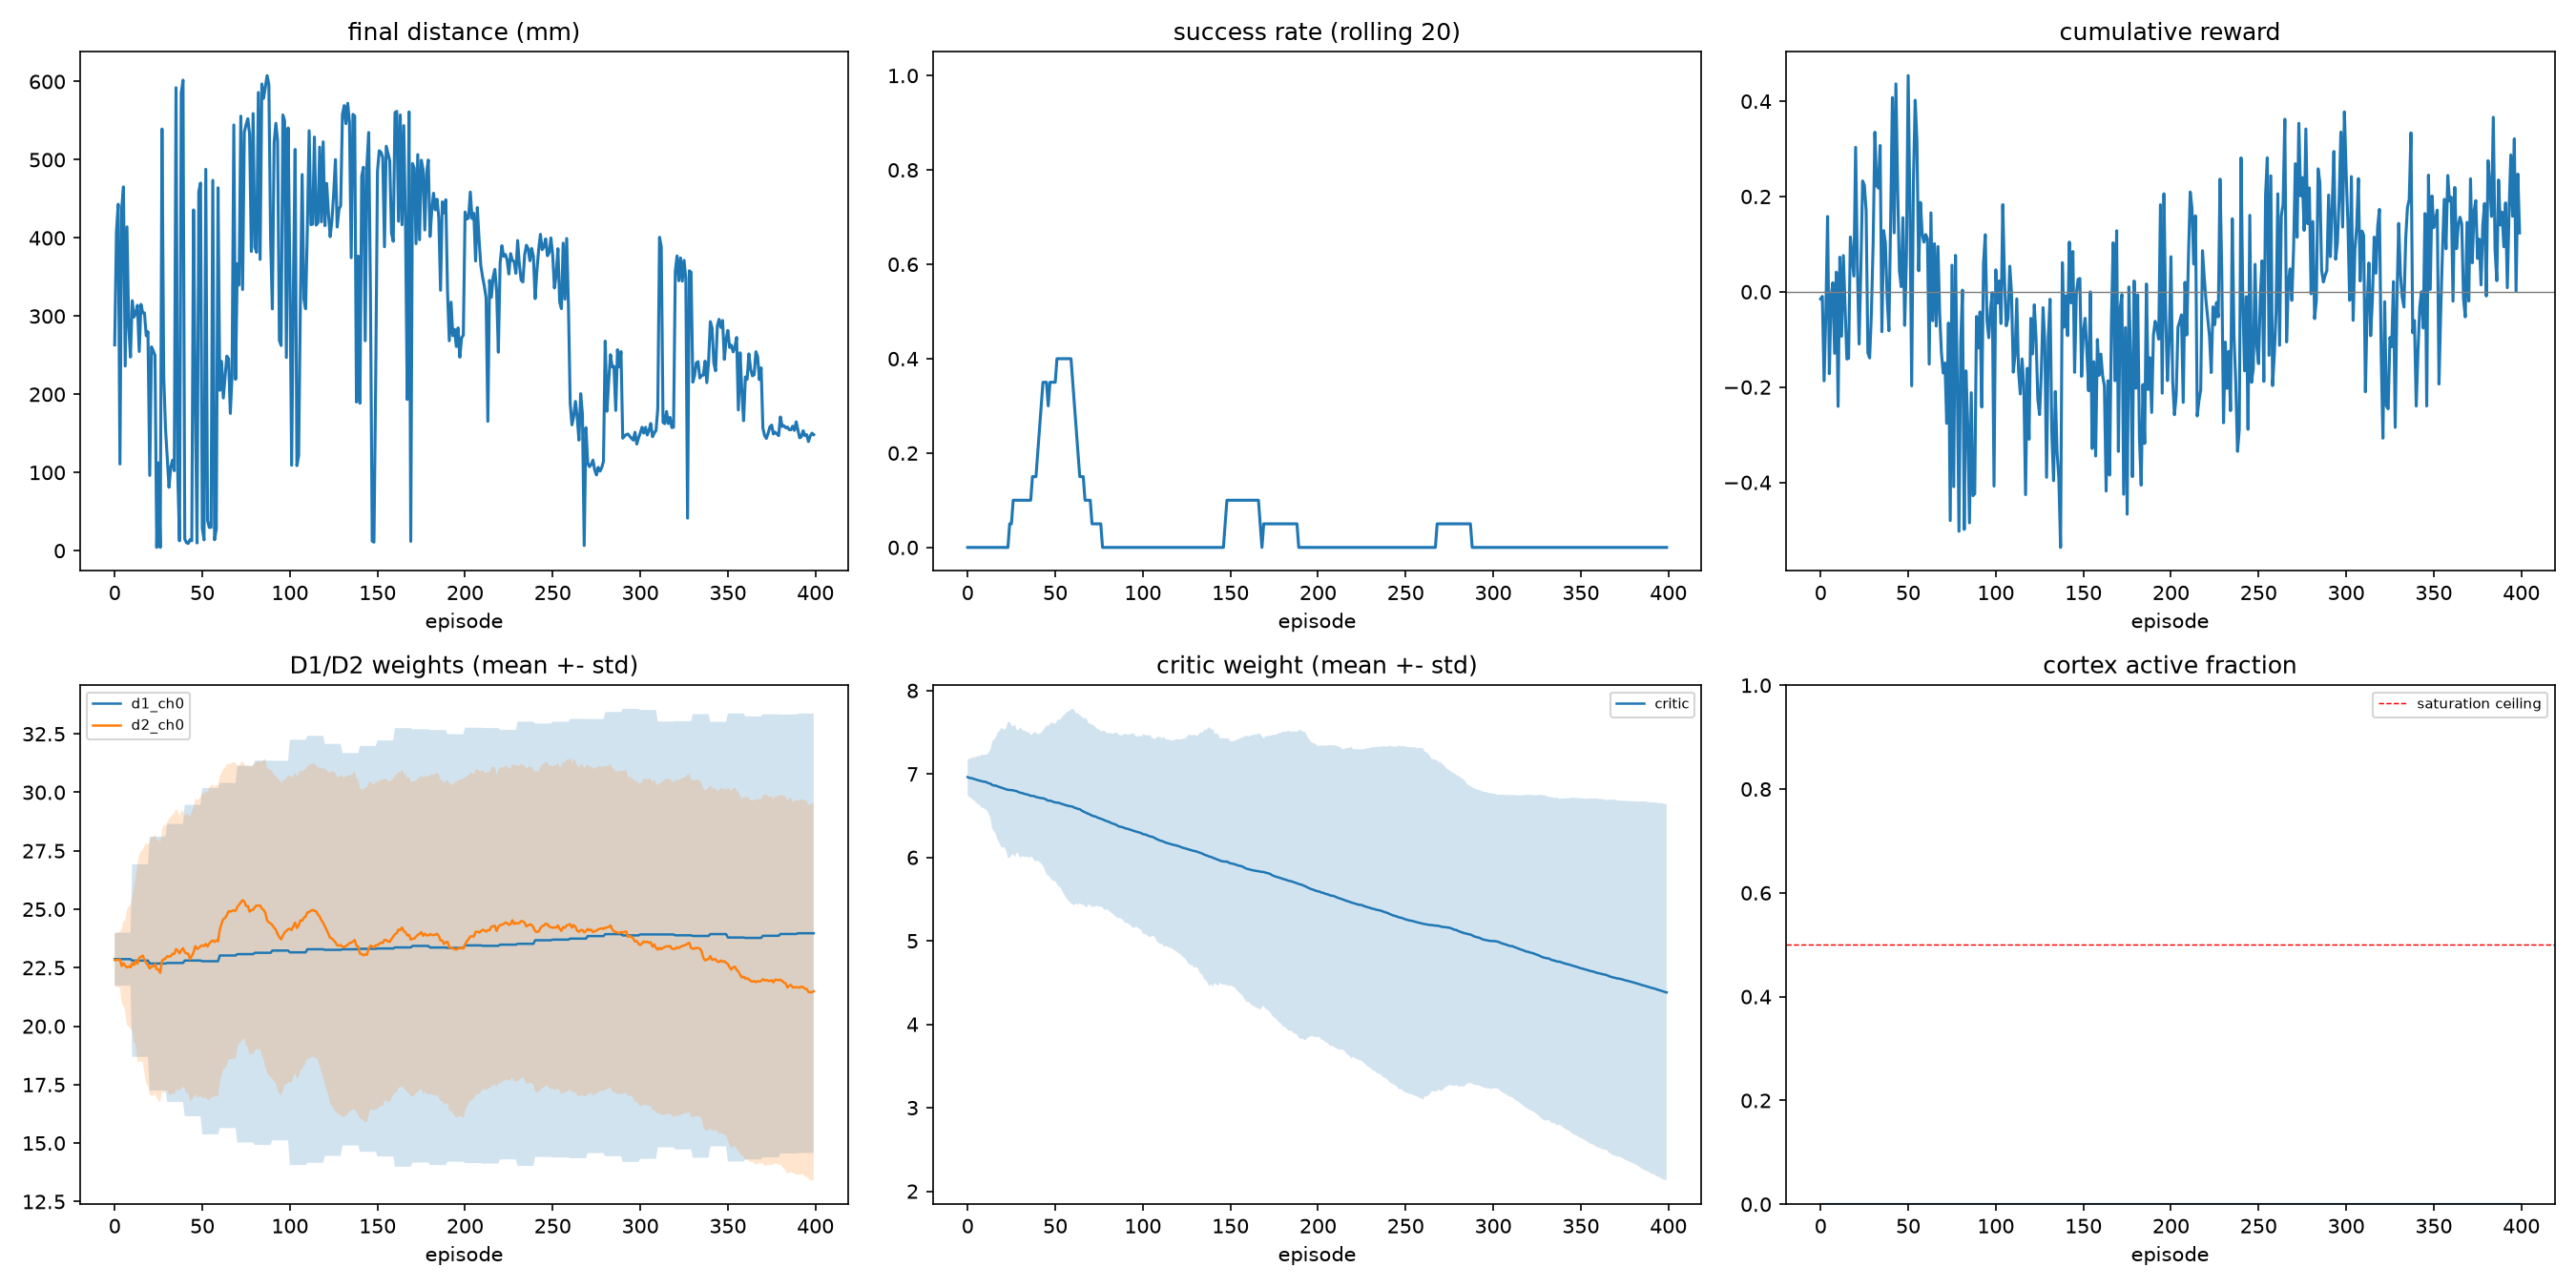 final distance (mm)
600
500
400
300
200
100
0
0 50 100 150 200 250 300 350 400
episode
success rate (rolling 20)
1.0
0.8
0.6
0.4
0.2
0.0
0 50 100 150 200 250 300 350 400
episode
cumulative reward
0.4
0.2
0.0
−0.2
−0.4
0 50 100 150 200 250 300 350 400
episode
D1/D2 weights (mean +- std)
d1_ch0
d2_ch0
32.5
30.0
27.5
25.0
22.5
20.0
17.5
15.0
12.5
0 50 100 150 200 250 300 350 400
episode
critic weight (mean +- std)
critic
8
7
6
5
4
3
2
0 50 100 150 200 250 300 350 400
episode
cortex active fraction
saturation ceiling
1.0
0.8
0.6
0.4
0.2
0.0
0 50 100 150 200 250 300 350 400
episode